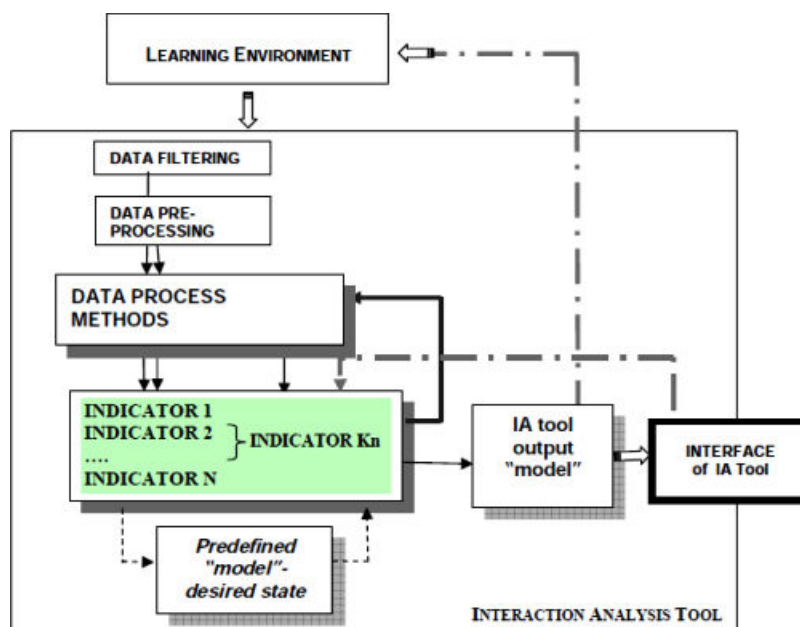 LEARNING ENVIRONMENT
DATA FILTERING
DATA PRE-
PROCESSING
DATA PROCESS
METHODS
INDICATOR 1
INDICATOR 2
INDICATOR Kn
....
INDICATOR N
IA tool
output
"model"
INTERFACE
of IA Tool
Predefined
"model"-
desired state
INTERACTION ANALYSIS TOOL